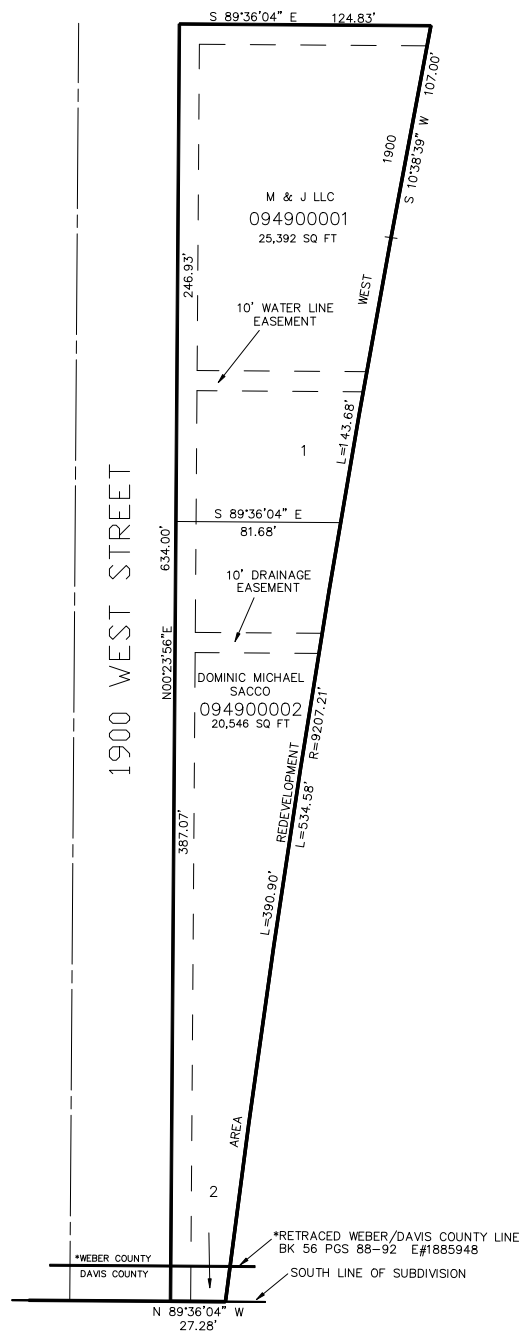 S 89°36'04" E 124.83'
107.00'
S 10°38'39" W
1900
M & J LLC
094900001
25,392 SQ FT
246.93'
WEST
10' WATER LINE
EASEMENT
L=143.68'
1
S 89°36'04" E
81.68'
634.00'
1900 WEST STREET
10' DRAINAGE
EASEMENT
N00°23'56"E
DOMINIC MICHAEL
SACCO
094900002
20,546 SQ FT
R=9207.21'
REDEVELOPMENT
L=534.58'
387.07'
L=390.90'
AREA
2
*RETRACED WEBER/DAVIS COUNTY LINE
BK 56 PGS 88-92 E#1885948
*WEBER COUNTY
DAVIS COUNTY
SOUTH LINE OF SUBDIVISION
N 89°36'04" W
27.28'